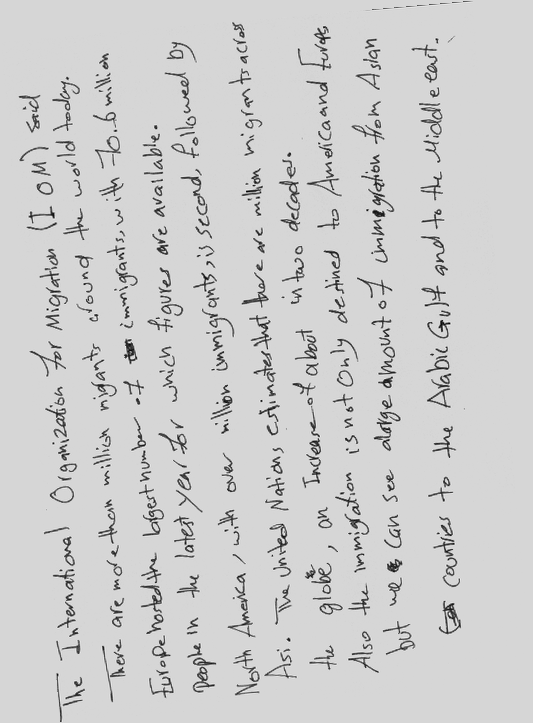 The International Organization for Migration (IOM) said
There are more than million migrants around the world today.
Europe hosted the largest number of immigrants, with 70.6 million
people in the latest year for which figures are available.
North America, with over million immigrants, is second, followed by
Asi. The United Nations estimates that there are million migrants across
the globe, an Increase of about in two decades.
Also the immigration is not Only destined to America and Europe
but we Can see alarge amount of immigration from Asian
countries to the Arabic Gulf and to the Middle east.